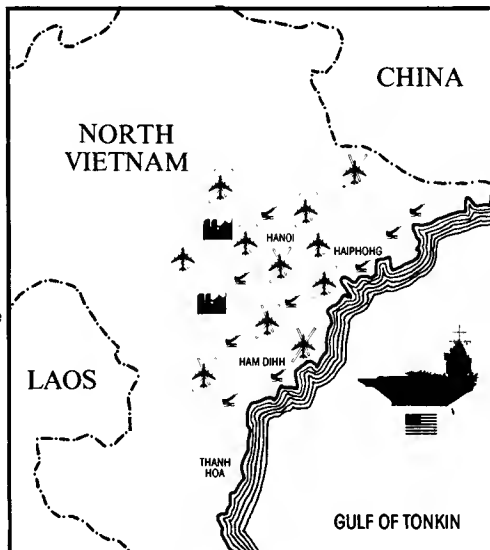 CHINA
NORTH
VIETNAM
HANOI
HAIPHOHG
HAM DIHH
LAOS
THANH
HOA
GULF OF TONKIN